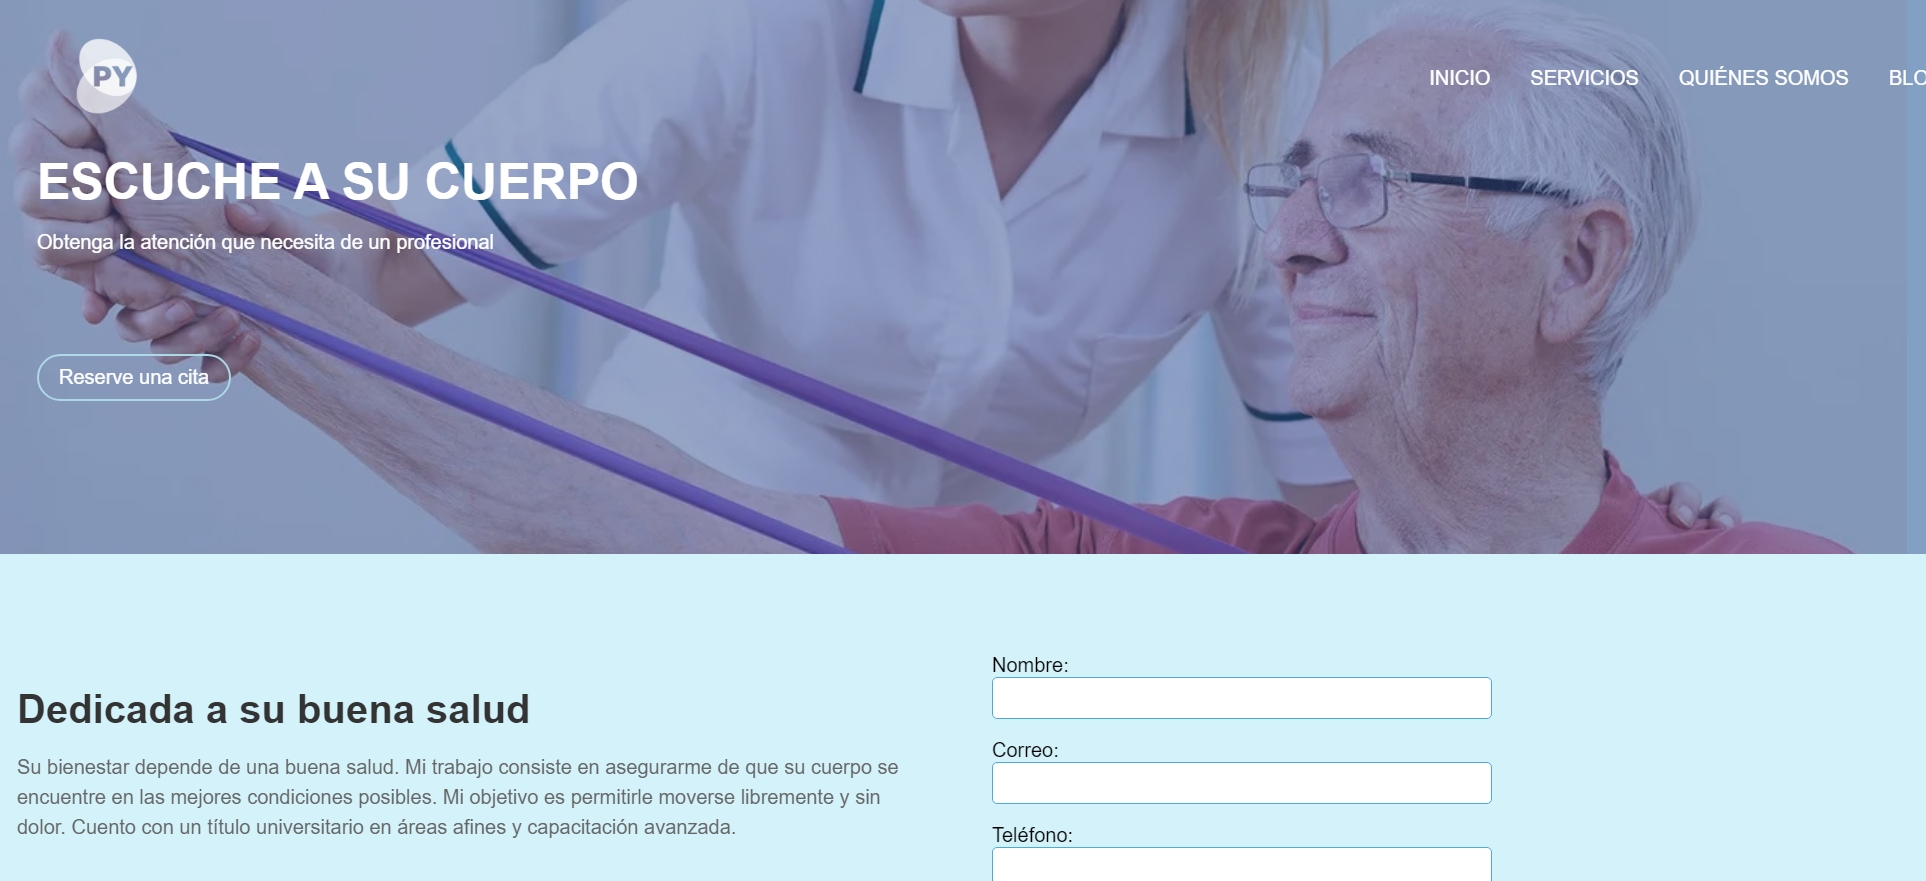 PY
INICIO SERVICIOS QUIÉNES SOMOS
ESCUCHE A SU CUERPO
Obtenga la atención que necesita de un profesional
Reserve una cita
Dedicada a su buena salud
Su bienestar depende de una buena salud. Mi trabajo consiste en asegurarme de que su cuerpo se
encuentre en las mejores condiciones posibles. Mi objetivo es permitirle moverse libremente y sin
dolor. Cuento con un título universitario en áreas afines y capacitación avanzada.
Nombre:
Correo:
Teléfono: